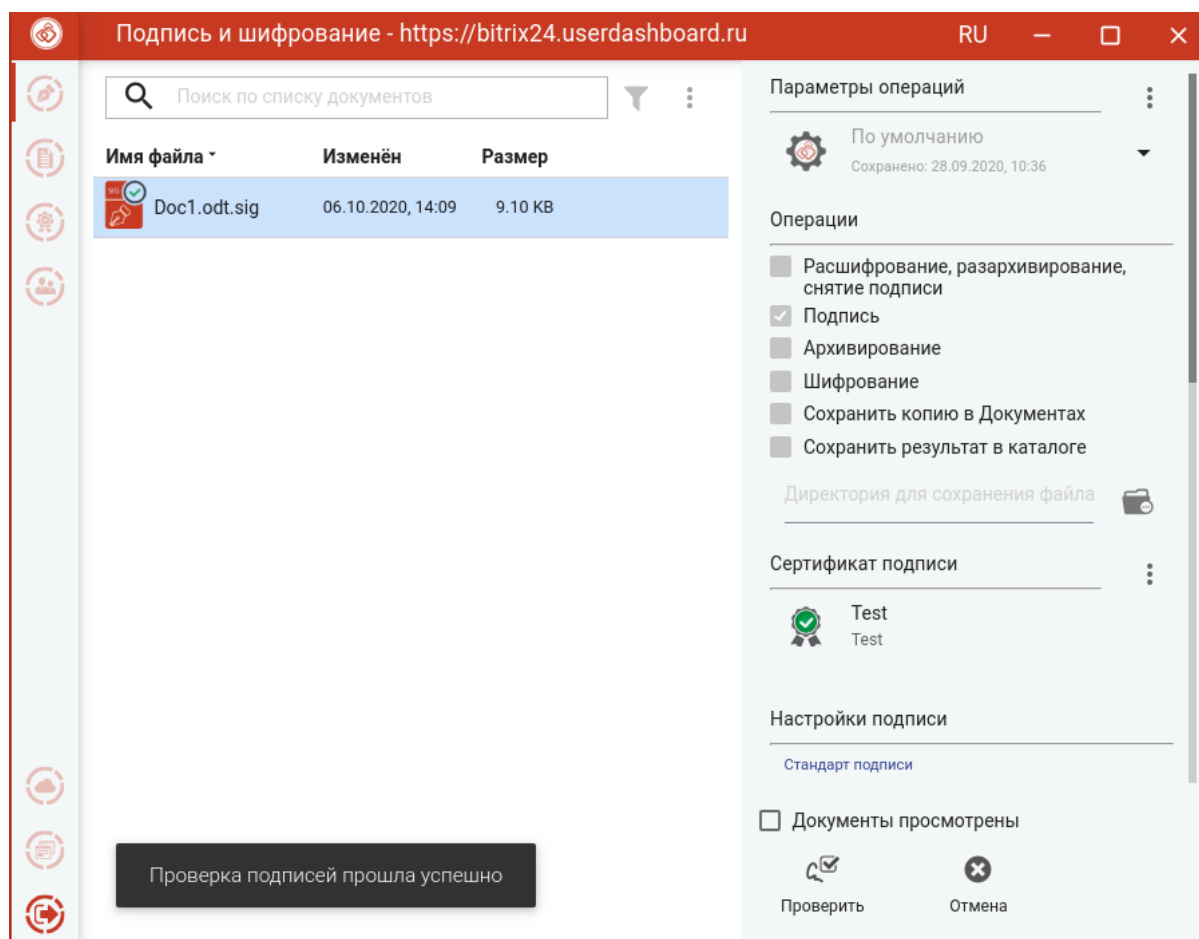 Подпись и шифрование - https://bitrix24.userdashboard.ru
RU
Поиск по списку документов
Имя файла Изменён Размер
SIG
Doc1.odt.sig 06.10.2020, 14:09 9.10 KB
Параметры операций
По умолчанию
Сохранено: 28.09.2020, 10:36
Операции
Расшифрование, разархивирование,
снятие подписи
Подпись
Архивирование
Шифрование
Сохранить копию в Документах
Сохранить результат в каталоге
Директория для сохранения файла
Сертификат подписи
Test
Test
Настройки подписи
Стандарт подписи
Документы просмотрены
Проверить Отмена
Проверка подписей прошла успешно